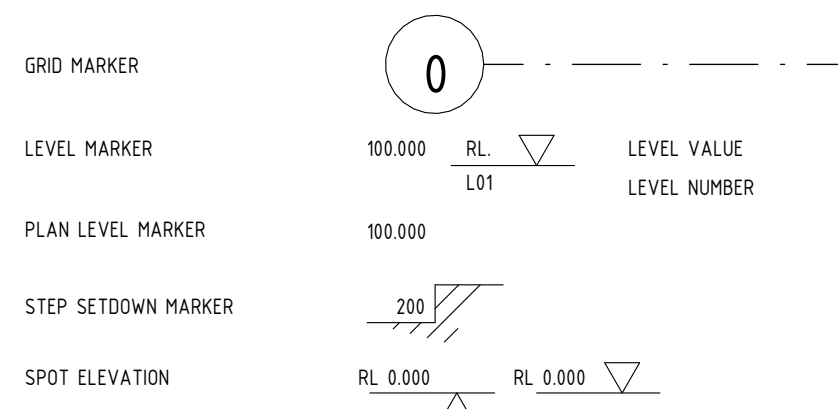 GRID MARKER 0
LEVEL MARKER 100.000 RL. LEVEL VALUE
L01 LEVEL NUMBER
PLAN LEVEL MARKER 100.000
STEP SETDOWN MARKER 200
SPOT ELEVATION RL 0.000 RL 0.000